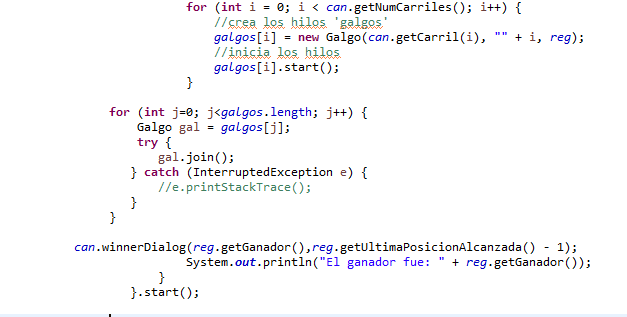 for (int i = 0; i < can.getNumCarriles(); i++) {
//crea los hilos 'galgos'
galgos[i] = new Galgo(can.getCarril(i), "" + i, reg);
//inicia los hilos
galgos[i].start();
}
for (int j=0; j<galgos.length; j++) {
Galgo gal = galgos[j];
try {
gal.join();
} catch (InterruptedException e) {
//e.printStackTrace();
}
}
can.winnerDialog(reg.getGanador(),reg.getUltimaPosicionAlcanzada() - 1);
System.out.println("El ganador fue: " + reg.getGanador());
}
}.start();